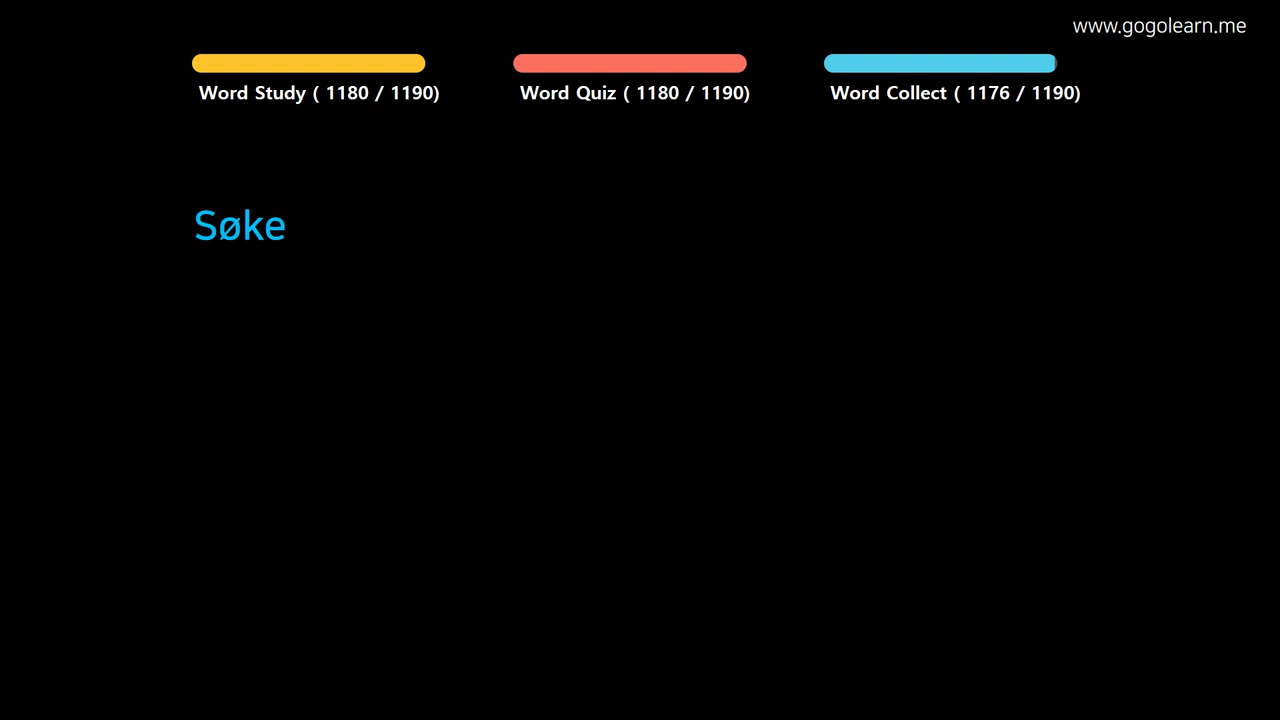 www.gogolearn.me
Word Study ( 1180 / 1190)
Word Quiz ( 1180 / 1190)
Word Collect ( 1176 / 1190)
Søke